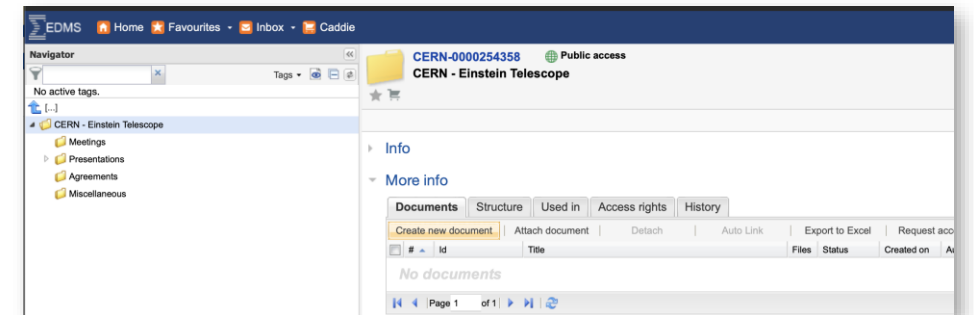 EDMS Home Favourites Inbox Caddie
Navigator
Tags
No active tags.
[...]
CERN - Einstein Telescope
Meetings
Presentations
Agreements
Miscellaneous
CERN-0000254358 Public access
CERN - Einstein Telescope
Info
More info
Documents Structure Used in Access rights History
Create new document Attach document Detach Auto Link Export to Excel Request acc
# Id Title Files Status Created on
No documents
Page 1 of 1